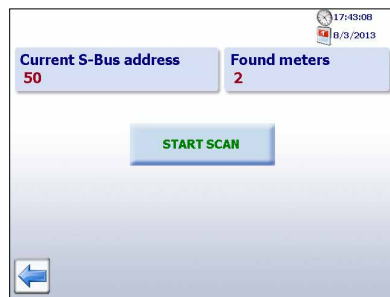 17:43:08
8/3/2013
Current S-Bus address
50
Found meters
2
START SCAN